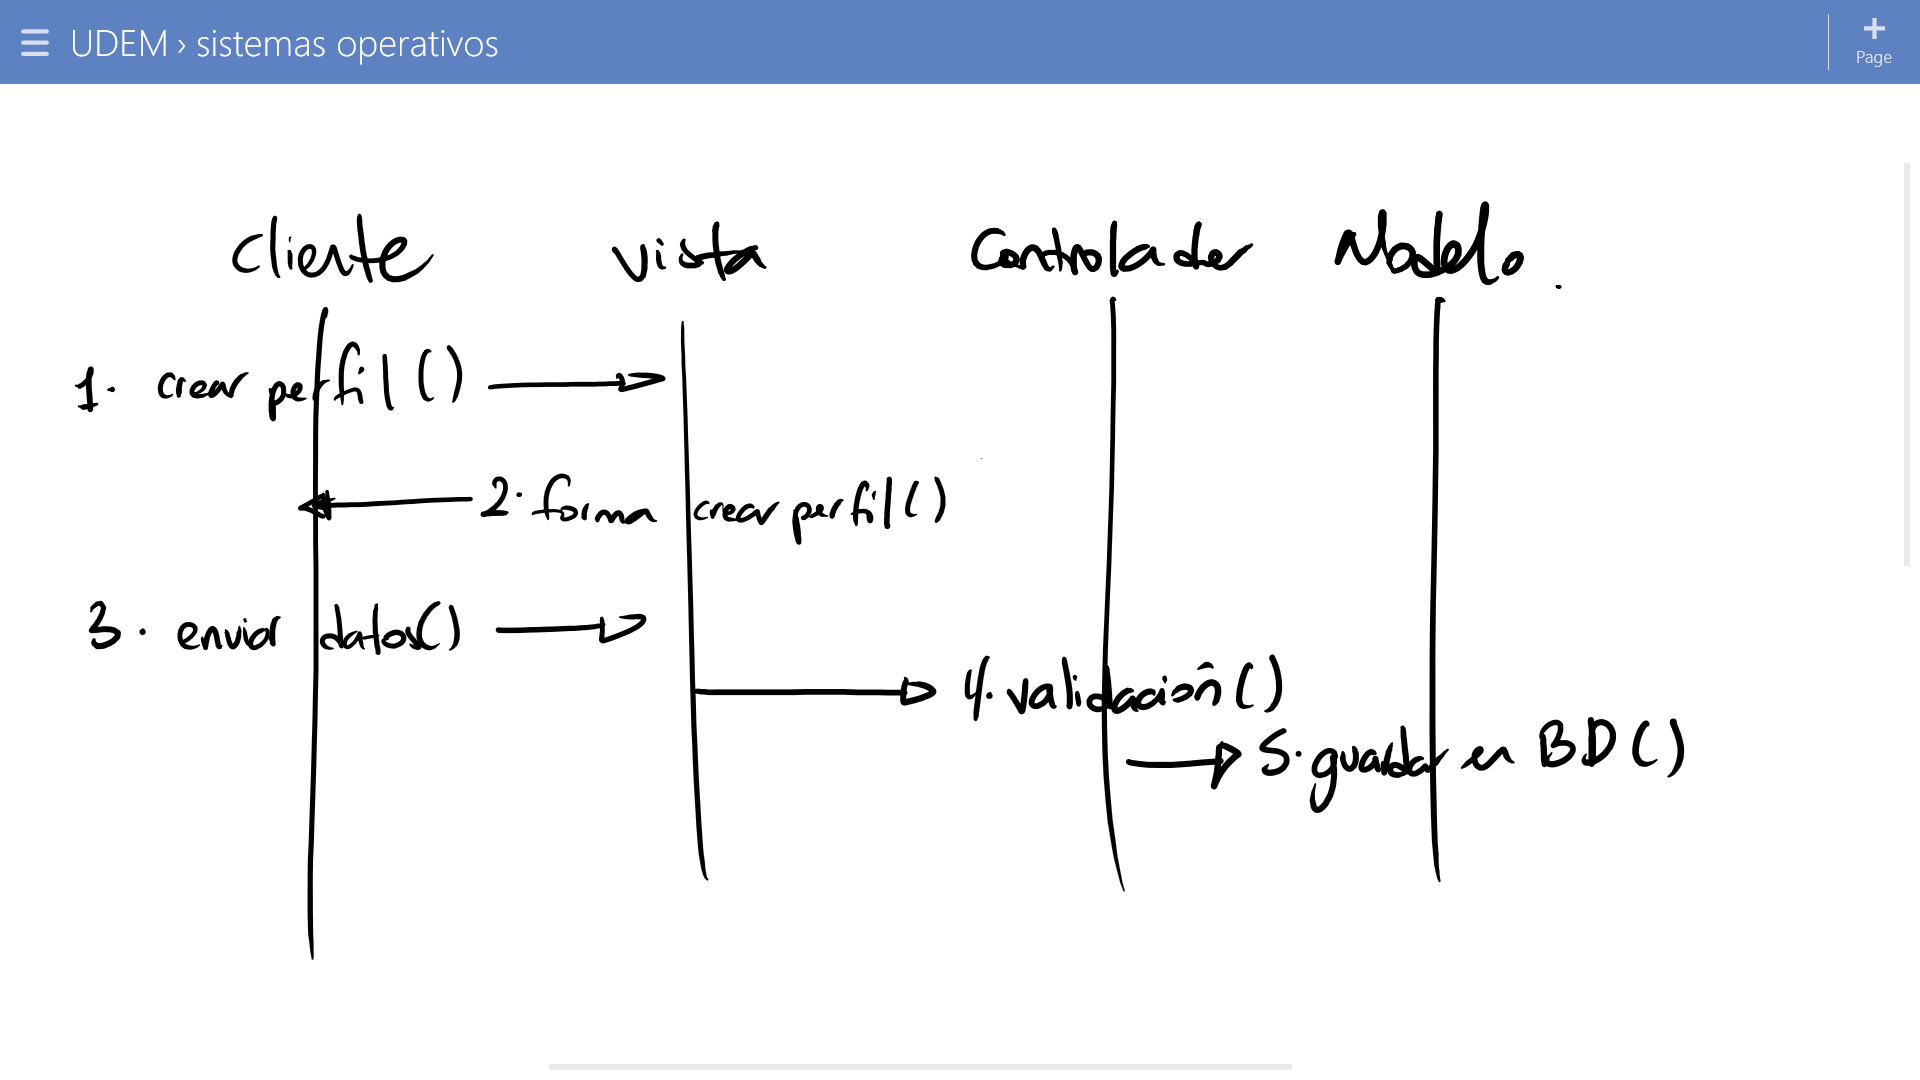 UDEM › sistemas operativos
Page
cliente vista Controlador Modelo.
1. crear perfil()
2. forma crear perfil()
3. enviar datos()
4. validación()
5. guardar en BD()